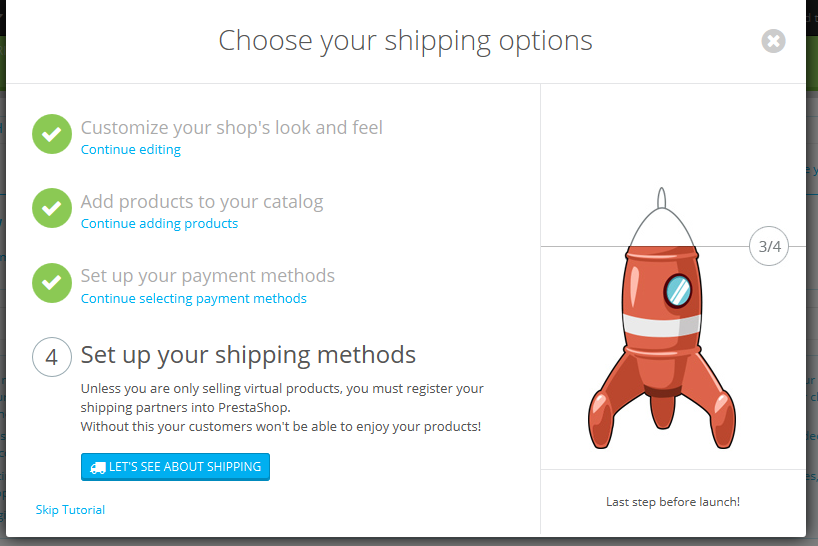 Choose your shipping options
Customize your shop's look and feel
Continue editing
Add products to your catalog
Continue adding products
Set up your payment methods
Continue selecting payment methods
4
Set up your shipping methods
Unless you are only selling virtual products, you must register your
shipping partners into PrestaShop.
Without this your customers won't be able to enjoy your products!
LET'S SEE ABOUT SHIPPING
Skip Tutorial
3/4
Last step before launch!